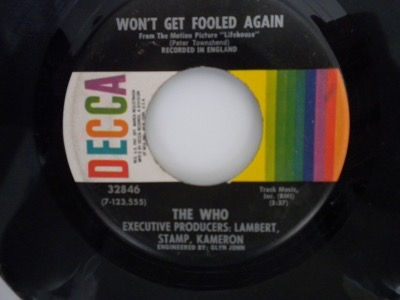 WON'T GET FOOLED AGAIN
From The Motion Picture "Lifehouse"
(Peter Townshend)
RECORDED IN ENGLAND
DECCA
32846
(7-123,555)
Track Music,
Inc. (BMI)
(3:37)
THE WHO
EXECUTIVE PRODUCERS: LAMBERT,
STAMP, KAMERON
ENGINEERED BY: GLYN JOHN